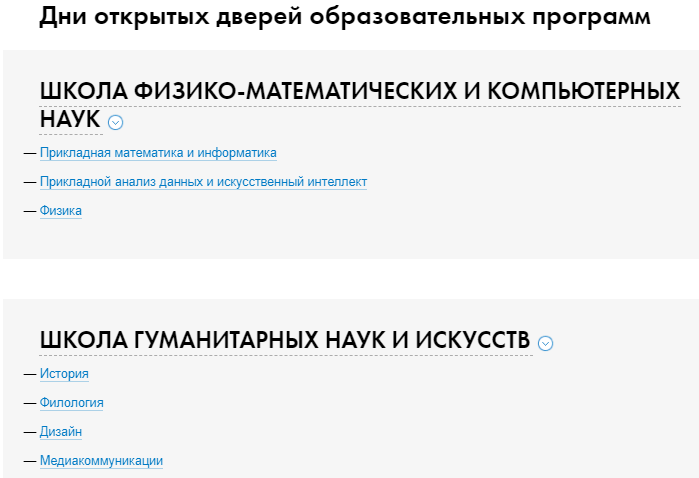 Дни открытых дверей образовательных программ
ШКОЛА ФИЗИКО-МАТЕМАТИЧЕСКИХ И КОМПЬЮТЕРНЫХ
НАУК
— Прикладная математика и информатика
— Прикладной анализ данных и искусственный интеллект
— Физика
ШКОЛА ГУМАНИТАРНЫХ НАУК И ИСКУССТВ
— История
— Филология
— Дизайн
— Медиакоммуникации